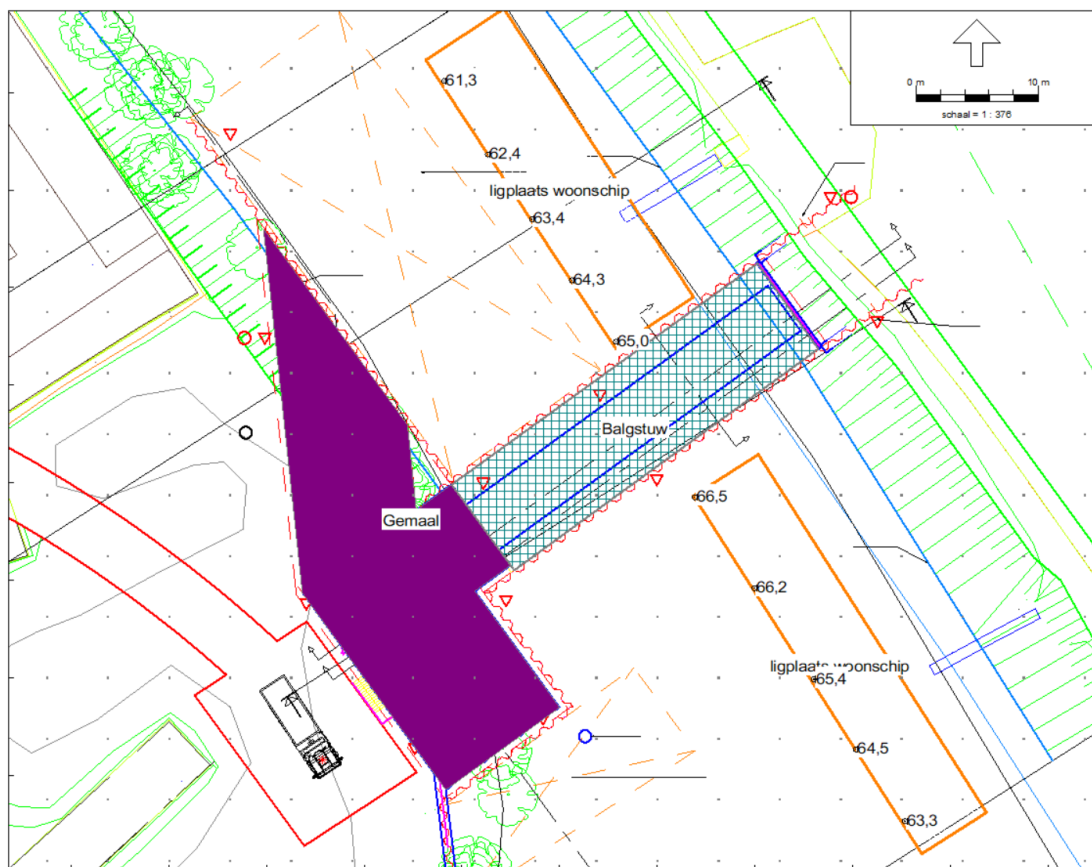 0 m
10 m
schaal = 1 : 376
61,3
62,4
ligplaats woonschip
63,4
64,3
65,0
Balgstuw
66,5
Gemaal
66,2
ligplaats woonschip
65,4
64,5
63,3